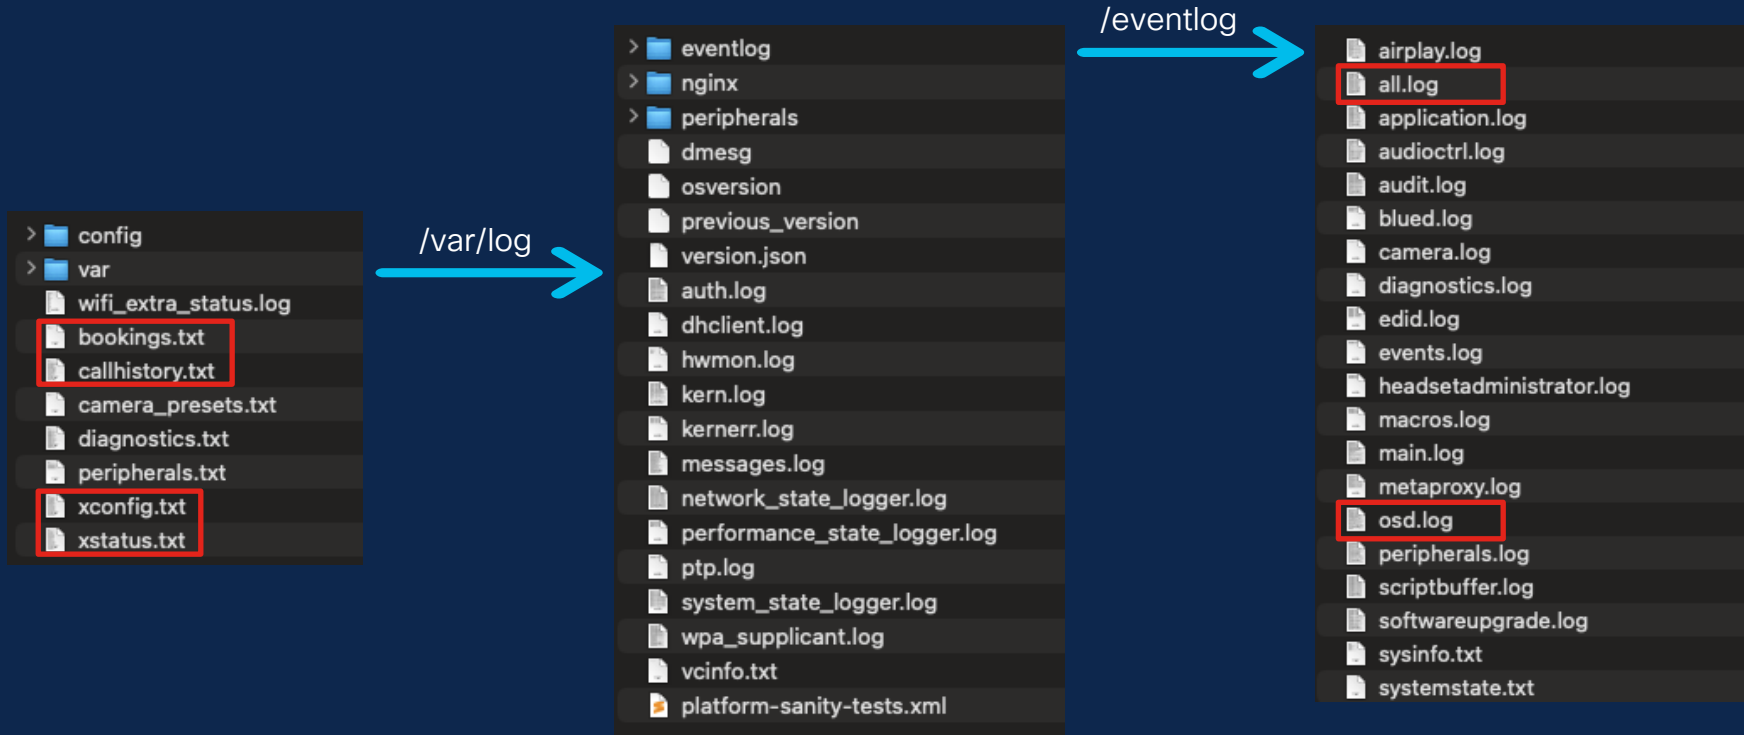 config
var
wifi_extra_status.log
bookings.txt
callhistory.txt
camera_presets.txt
diagnostics.txt
peripherals.txt
xconfig.txt
xstatus.txt
/var/log
eventlog
nginx
peripherals
dmesg
osversion
previous_version
version.json
auth.log
dhclient.log
hwmon.log
kern.log
kernerr.log
messages.log
network_state_logger.log
performance_state_logger.log
ptp.log
system_state_logger.log
wpa_supplicant.log
vcinfo.txt
platform-sanity-tests.xml
/eventlog
airplay.log
all.log
application.log
audioctrl.log
audit.log
blued.log
camera.log
diagnostics.log
edid.log
events.log
headsetadministrator.log
macros.log
main.log
metaproxy.log
osd.log
peripherals.log
scriptbuffer.log
softwareupgrade.log
sysinfo.txt
systemstate.txt